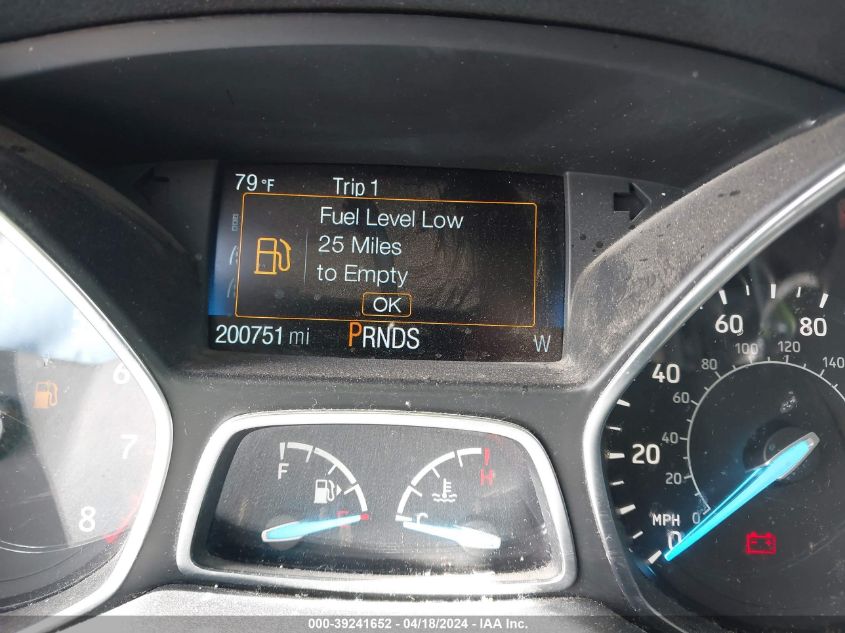 79°F Trip 1
Fuel Level Low
25 Miles
to Empty
OK
200751 mi PRNDS W
6
7
8
F
E
H
C
0 20 40 60 80
MPH
0 20 40 60 80 100 120 140
000-39241652 - 04/18/2024 - IAA Inc.